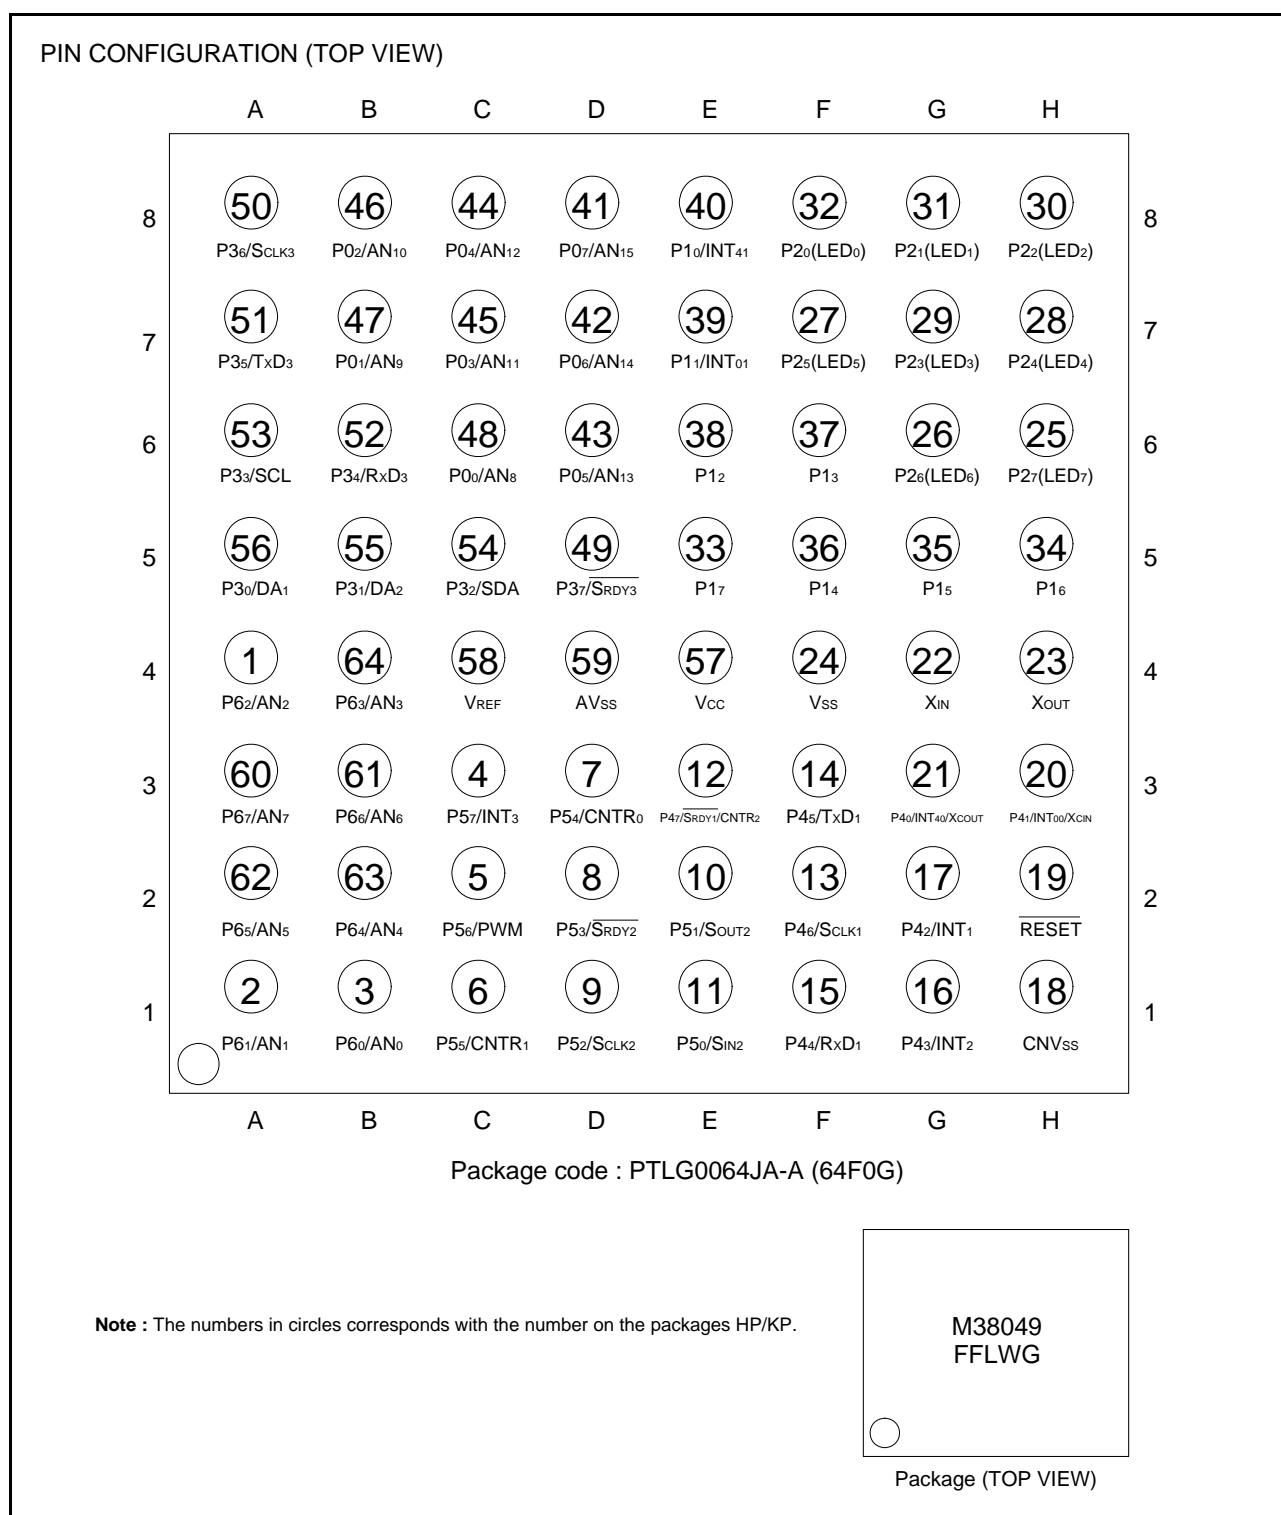 PIN CONFIGURATION (TOP VIEW)
A B C D E F G H
8 50 46 44 41 40 32 31 30 8
P36/SCLK3 P02/AN10 P04/AN12 P07/AN15 P10/INT41 P20(LED0) P21(LED1) P22(LED2)
7 51 47 45 42 39 27 29 28 7
P35/TxD3 P01/AN9 P03/AN11 P06/AN14 P11/INT01 P25(LED5) P23(LED3) P24(LED4)
6 53 52 48 43 38 37 26 25 6
P33/SCL P34/RxD3 P00/AN8 P05/AN13 P12 P13 P26(LED6) P27(LED7)
5 56 55 54 49 33 36 35 34 5
P30/DA1 P31/DA2 P32/SDA P37/SRDY3 P17 P14 P15 P16
4 1 64 58 59 57 24 22 23 4
P62/AN2 P63/AN3 VREF AVSS VCC VSS XIN XOUT
3 60 61 4 7 12 14 21 20 3
P67/AN7 P66/AN6 P57/INT3 P54/CNTR0 P47/SRDY1/CNTR2 P45/TxD1 P40/INT40/XCOUT P41/INT00/XCIN
2 62 63 5 8 10 13 17 19 2
P65/AN5 P64/AN4 P56/PWM P53/SRDY2 P51/SOUT2 P46/SCLK1 P42/INT1 RESET
1 2 3 6 9 11 15 16 18 1
P61/AN1 P60/AN0 P55/CNTR1 P52/SCLK2 P50/SIN2 P44/RxD1 P43/INT2 CNVSS
A B C D E F G H
Package code : PTLG0064JA-A (64F0G)
Note : The numbers in circles corresponds with the number on the packages HP/KP.
M38049
FFLWG
Package (TOP VIEW)